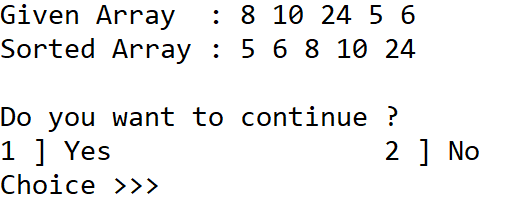 Given Array  : 8 10 24 5 6
Sorted Array : 5 6 8 10 24
Do you want to continue ?
1 ] Yes                 2 ] No
Choice >>>